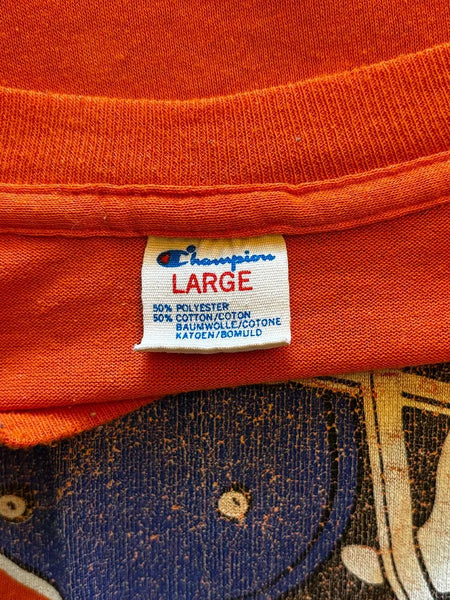 Champion
LARGE
50% POLYESTER
50% COTTON/COTON
BAUMWOLLE/COTONE
KATOEN/BOMULD